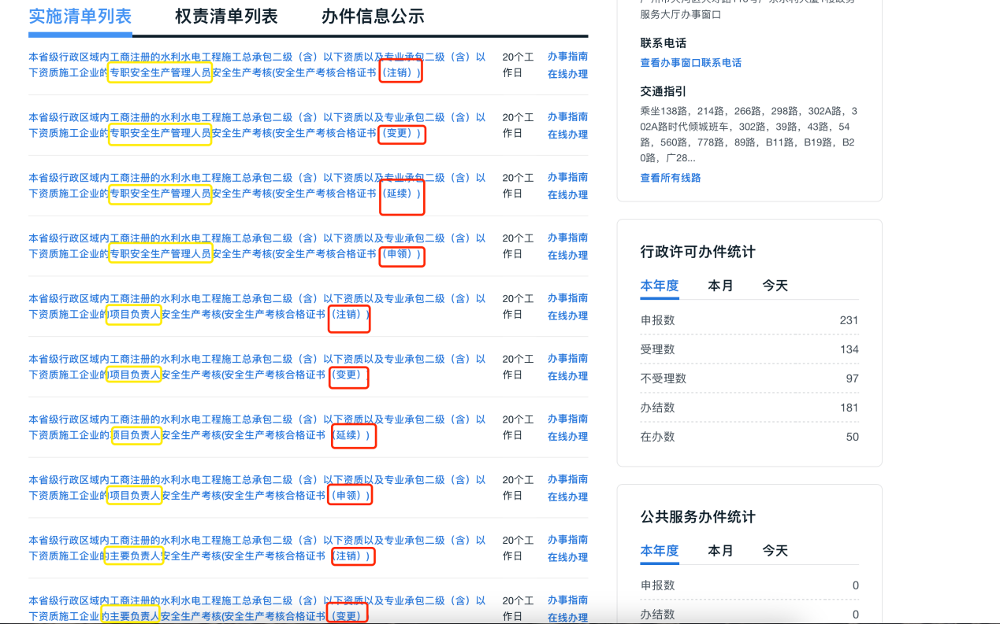 实施清单列表 权责清单列表 办件信息公示
本省级行政区域内工商注册的水利水电工程施工总承包二级（含）以下资质以及专业承包二级（含）以 20个工 办事指南
下资质施工企业的专职安全生产管理人员安全生产考核(安全生产考核合格证书（注销）) 作日 在线办理
本省级行政区域内工商注册的水利水电工程施工总承包二级（含）以下资质以及专业承包二级（含）以 20个工 办事指南
下资质施工企业的专职安全生产管理人员安全生产考核(安全生产考核合格证书（变更）) 作日 在线办理
本省级行政区域内工商注册的水利水电工程施工总承包二级（含）以下资质以及专业承包二级（含）以 20个工 办事指南
下资质施工企业的专职安全生产管理人员安全生产考核(安全生产考核合格证书（延续）) 作日 在线办理
本省级行政区域内工商注册的水利水电工程施工总承包二级（含）以下资质以及专业承包二级（含）以 20个工 办事指南
下资质施工企业的专职安全生产管理人员安全生产考核(安全生产考核合格证书（申领）) 作日 在线办理
本省级行政区域内工商注册的水利水电工程施工总承包二级（含）以下资质以及专业承包二级（含）以 20个工 办事指南
下资质施工企业的项目负责人安全生产考核(安全生产考核合格证书（注销）) 作日 在线办理
本省级行政区域内工商注册的水利水电工程施工总承包二级（含）以下资质以及专业承包二级（含）以 20个工 办事指南
下资质施工企业的项目负责人安全生产考核(安全生产考核合格证书（变更）) 作日 在线办理
本省级行政区域内工商注册的水利水电工程施工总承包二级（含）以下资质以及专业承包二级（含）以 20个工 办事指南
下资质施工企业的项目负责人安全生产考核(安全生产考核合格证书（延续）) 作日 在线办理
本省级行政区域内工商注册的水利水电工程施工总承包二级（含）以下资质以及专业承包二级（含）以 20个工 办事指南
下资质施工企业的项目负责人安全生产考核(安全生产考核合格证书（申领）) 作日 在线办理
本省级行政区域内工商注册的水利水电工程施工总承包二级（含）以下资质以及专业承包二级（含）以 20个工 办事指南
下资质施工企业的主要负责人安全生产考核(安全生产考核合格证书（注销）) 作日 在线办理
本省级行政区域内工商注册的水利水电工程施工总承包二级（含）以下资质以及专业承包二级（含）以 20个工 办事指南
下资质施工企业的主要负责人安全生产考核(安全生产考核合格证书（变更）) 作日 在线办理
服务大厅办事窗口
联系电话
查看办事窗口联系电话
交通指引
乘坐138路，214路，266路，298路，302A路，3
02A路时代倾城班车，302路，39路，43路，54
路，560路，778路，89路，B11路，B19路，B2
0路，广28...
查看所有线路
行政许可办件统计
本年度 本月 今天
申报数 231
受理数 134
不受理数 97
办结数 181
在办数 50
公共服务办件统计
本年度 本月 今天
申报数 0
办结数 0